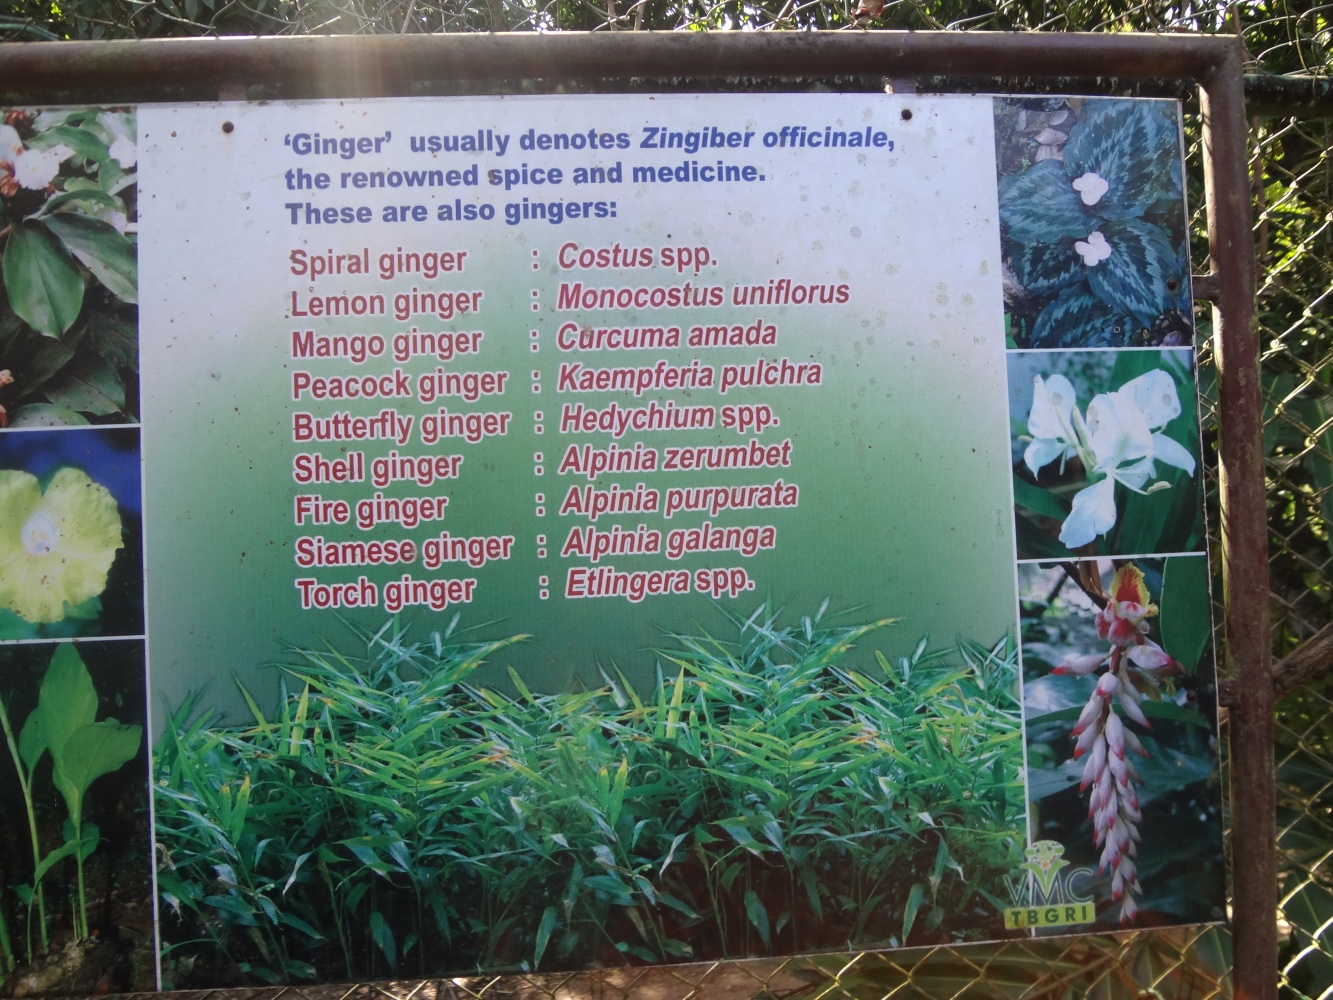 ‘Ginger’ usually denotes Zingiber officinale,
the renowned spice and medicine.
These are also gingers:
Spiral ginger : Costus spp.
Lemon ginger : Monocostus uniflorus
Mango ginger : Curcuma amada
Peacock ginger : Kaempferia pulchra
Butterfly ginger : Hedychium spp.
Shell ginger : Alpinia zerumbet
Fire ginger : Alpinia purpurata
Siamese ginger : Alpinia galanga
Torch ginger : Etlingera spp.
VMC
TBGRI